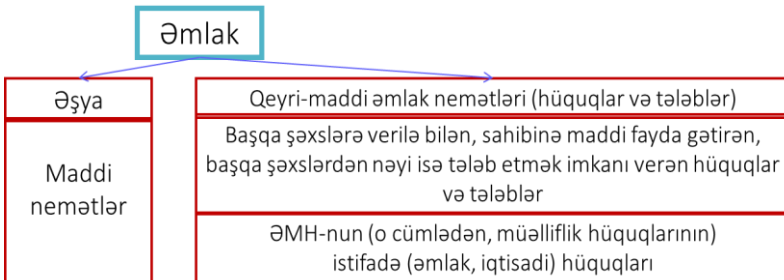 Əmlak
Əşya
Maddi
nemətlər
Qeyri-maddi əmlak nemətləri (hüquqlar və tələblər)
Başqa şəxslərə verilə bilən, sahibinə maddi fayda gətirən,
başqa şəxslərdən nəyi isə tələb etmək imkanı verən hüquqlar
və tələblər
ƏMH-nun (o cümlədən, müəlliflik hüquqlarının)
istifadə (əmlak, iqtisadi) hüquqları